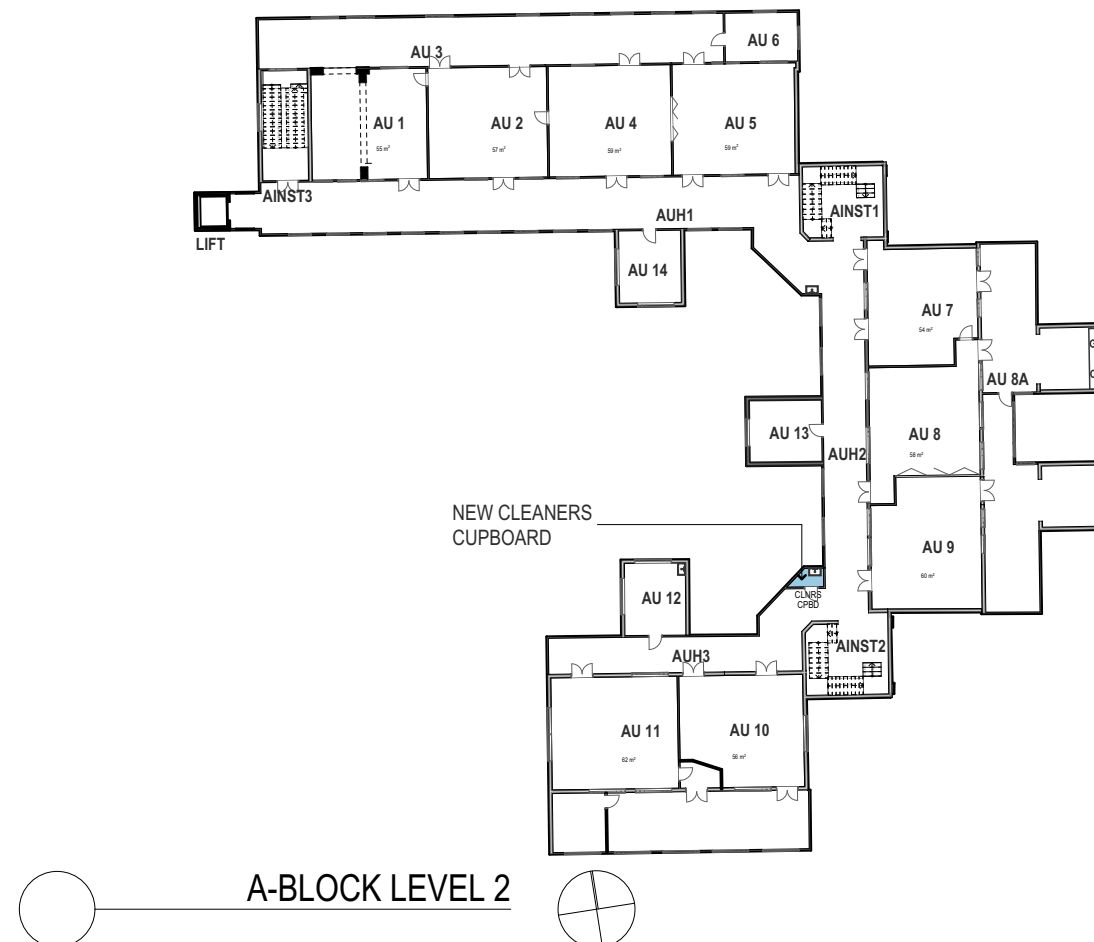 AU 6
AU 3
AU 1
55 m²
AU 2
57 m²
AU 4
59 m²
AU 5
59 m²
AINST3
LIFT
AUH1
AINST1
AU 14
AU 7
54 m²
AU 8A
AU 13
AUH2
AU 8
58 m²
NEW CLEANERS
CUPBOARD
AU 9
60 m²
CLNRS
CPBD
AU 12
AINST2
AUH3
AU 11
62 m²
AU 10
56 m²
A-BLOCK LEVEL 2